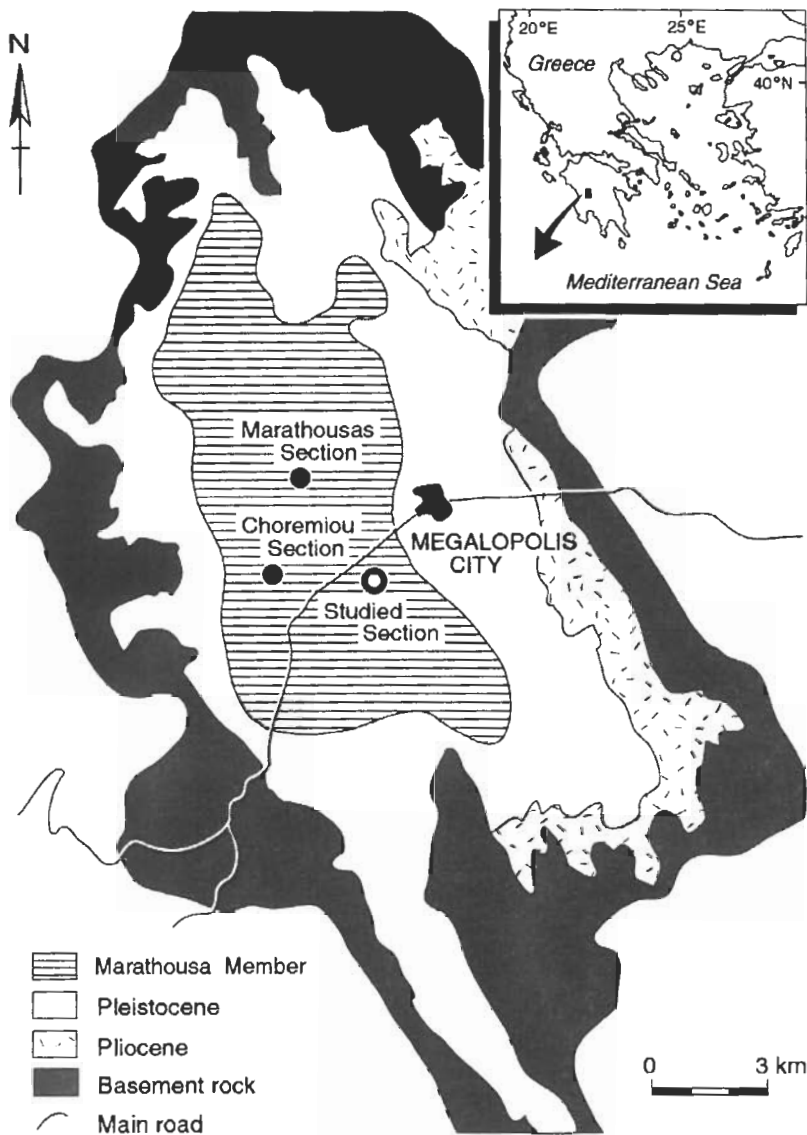 N
20°E
25°E
Greece
40°N
Mediterranean Sea
Marathousas
Section
Choremiou
Section
MEGALOPOLIS
CITY
Studied
Section
Marathousa Member
Pleistocene
Pliocene
Basement rock
Main road
0
3 km